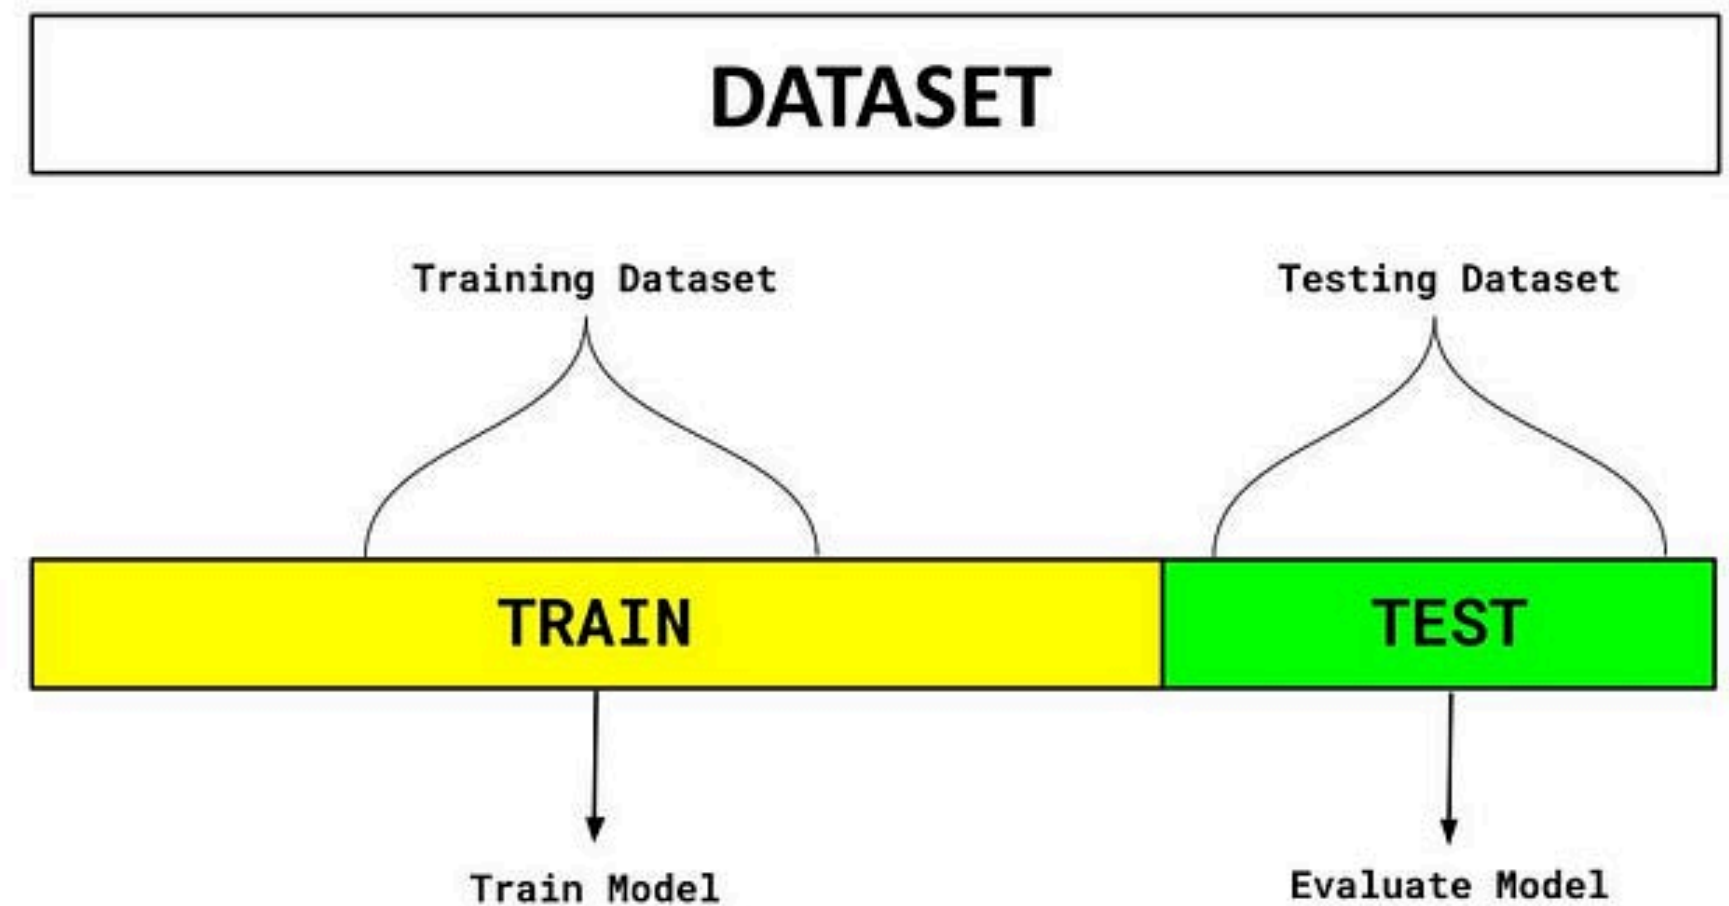 DATASET
Training Dataset
Testing Dataset
TRAIN
TEST
Train Model
Evaluate Model